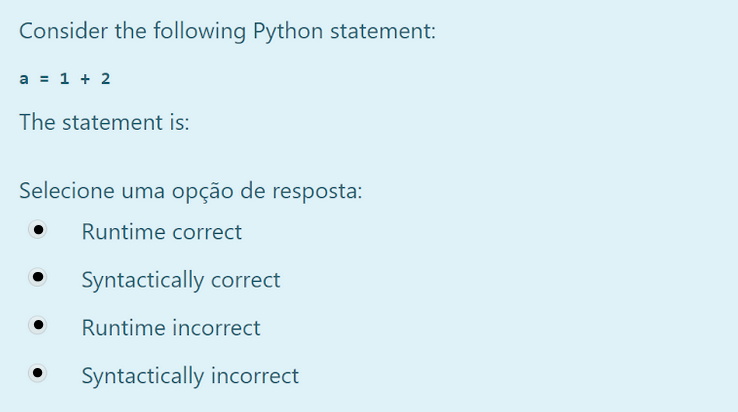 Consider the following Python statement:
a = 1 + 2
The statement is:
Selecione uma opção de resposta:
Runtime correct
Syntactically correct
Runtime incorrect
Syntactically incorrect